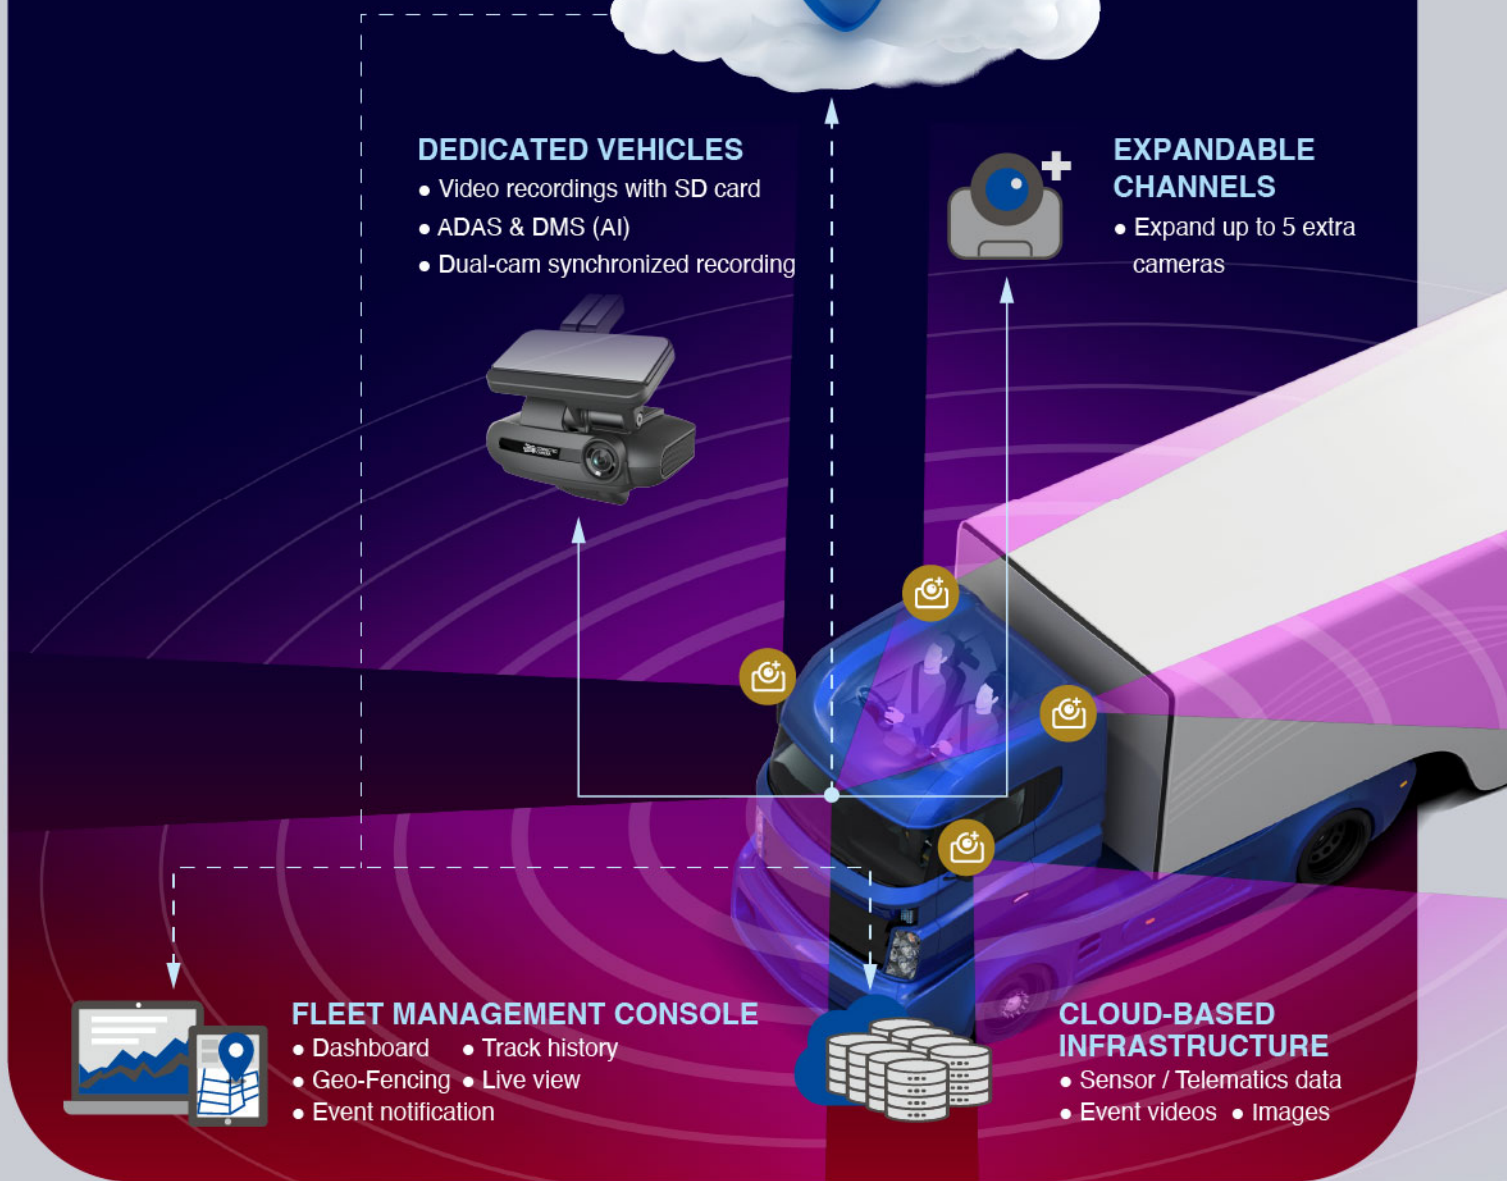 DEDICATED VEHICLES
● Video recordings with SD card
● ADAS & DMS (AI)
● Dual-cam synchronized recording
EXPANDABLE
CHANNELS
● Expand up to 5 extra
cameras
FLEET MANAGEMENT CONSOLE
● Dashboard ● Track history
● Geo-Fencing ● Live view
● Event notification
CLOUD-BASED
INFRASTRUCTURE
● Sensor / Telematics data
● Event videos ● Images